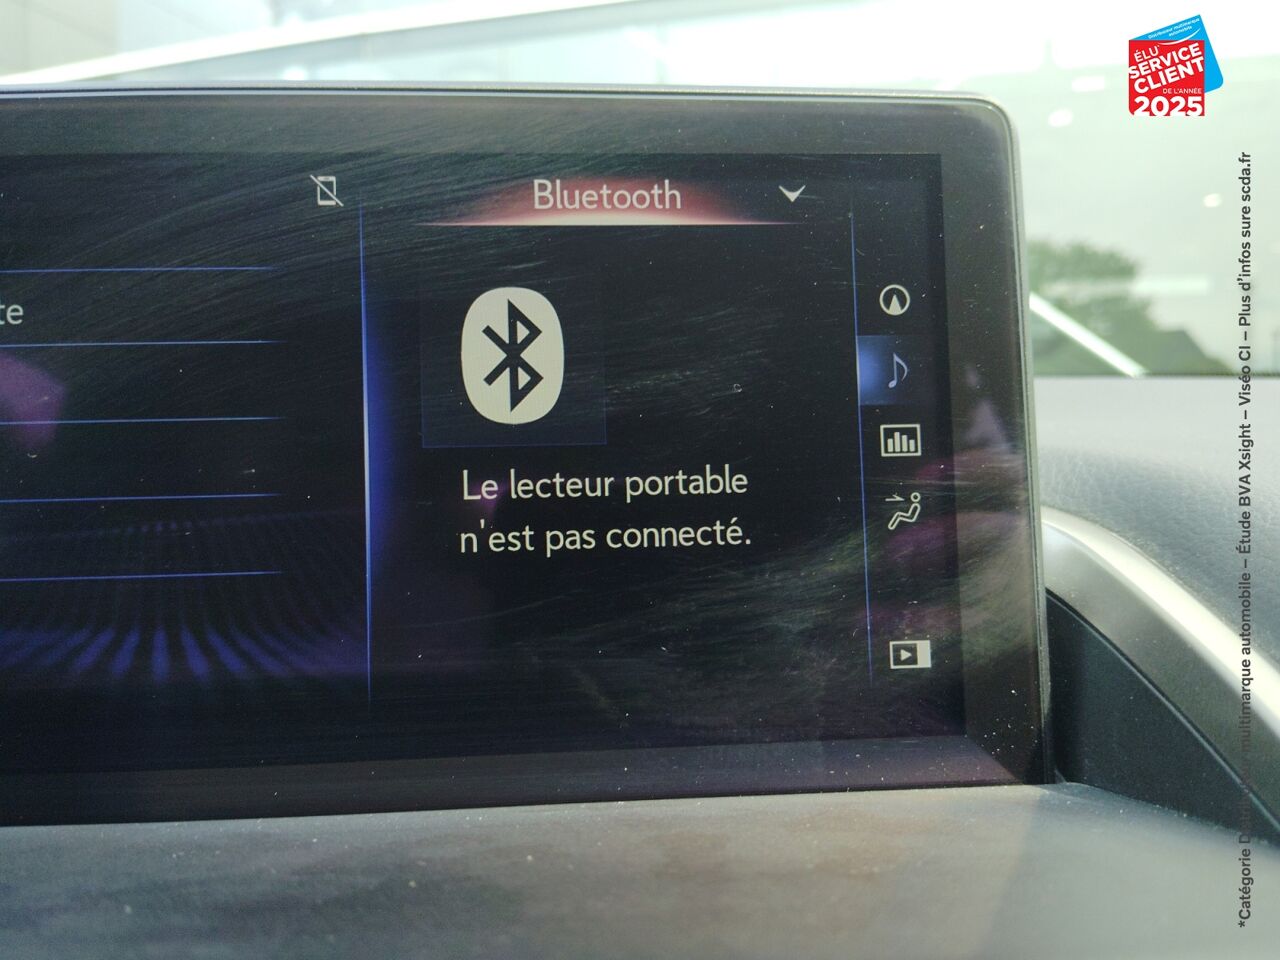 Bluetooth
te
Le lecteur portable
n'est pas connecté.
ÉLU
SERVICE
CLIENT
DE L'ANNÉE
2025
multimarque automobile – Étude BVA Xsight – Viséo CI – Plus d'infos sure scda.fr
*Catégorie